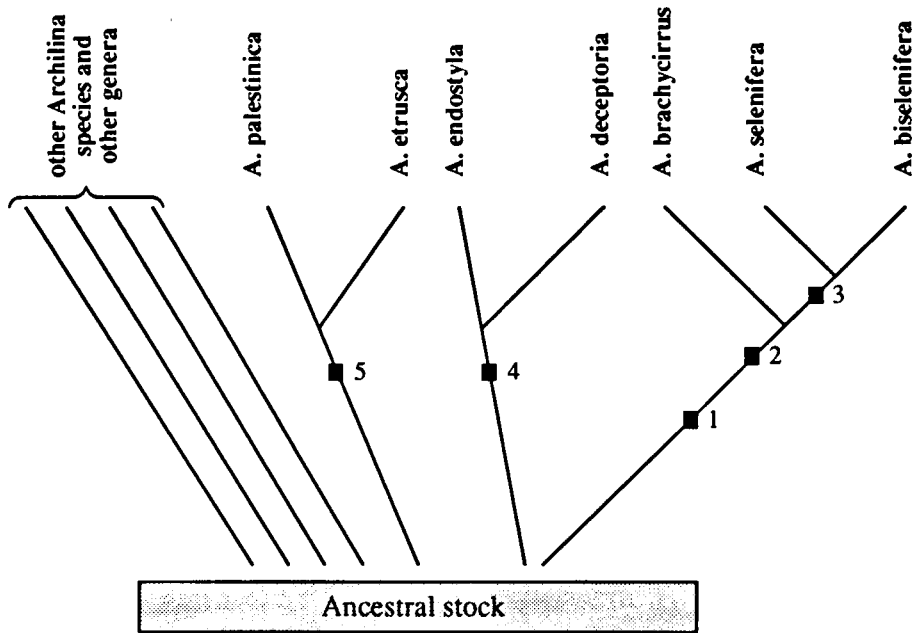 other Archilina
species and
other genera
A. palestinica
A. etrusca
A. endostyla
A. deceptoria
A. brachycirrus
A. selenifera
A. biselenifera
3
2
5
4
1
Ancestral stock